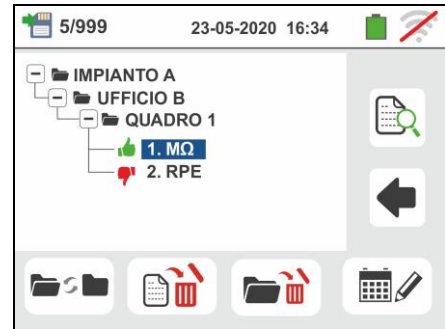 5/999 23-05-2020 16:34
IMPIANTO A
UFFICIO B
QUADRO 1
1. MΩ
2. RPE